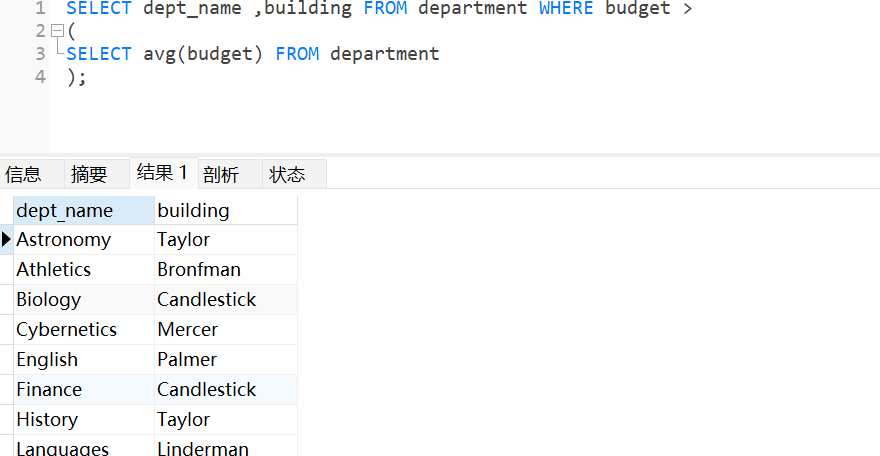 1 SELECT dept_name ,building FROM department WHERE budget >
2 (
3 SELECT avg(budget) FROM department
4 );
信息 摘要 结果 1 剖析 状态
dept_name building
Astronomy Taylor
Athletics Bronfman
Biology Candlestick
Cybernetics Mercer
English Palmer
Finance Candlestick
History Taylor
Languages Linderman